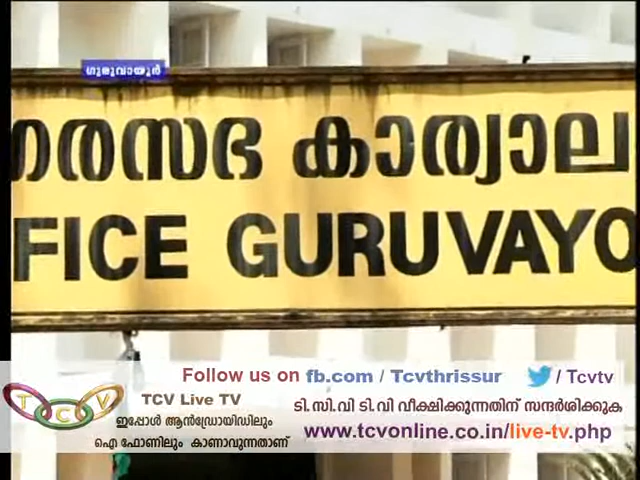 ഗുരുവായൂർ
ഗരസഭ കാര്യാല
FFICE GURUVAYO
Follow us on fb.com / Tcvthrissur / Tcvtv
TCV
TCV Live TV
ഇപ്പോൾ ആൻഡ്രോയിഡിലും
ഐ ഫോണിലും കാണാവുന്നതാണ്
ടി.സി.വി ടി.വി വീക്ഷിക്കുന്നതിന് സന്ദർശിക്കുക
www.tcvonline.co.in/live-tv.php